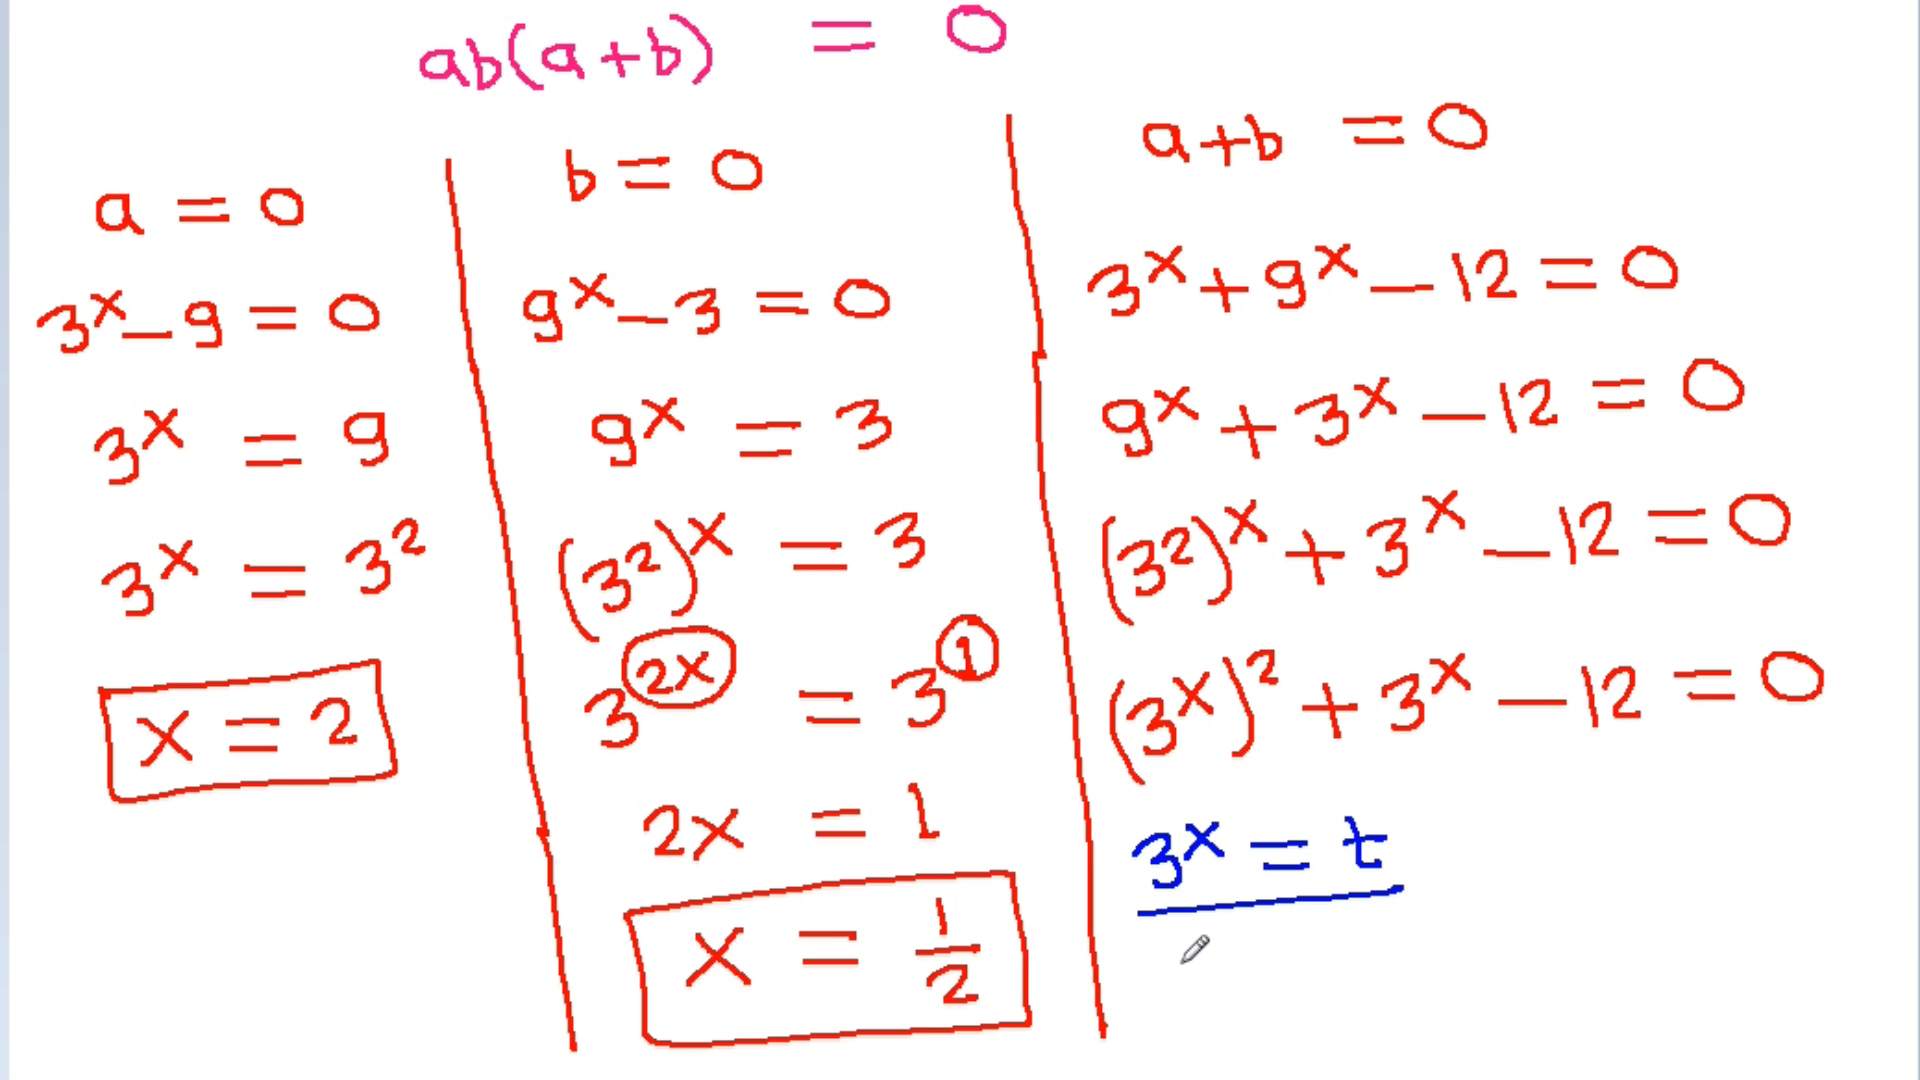 ab(a+b) = 0
a = 0
3^x - 9 = 0
3^x = 9
3^x = 3^2
x = 2
b = 0
9^x - 3 = 0
9^x = 3
(3^2)^x = 3
3^{2x} = 3^1
2x = 1
x = 1/2
a+b = 0
3^x + 9^x - 12 = 0
9^x + 3^x - 12 = 0
(3^2)^x + 3^x - 12 = 0
(3^x)^2 + 3^x - 12 = 0
3^x = t